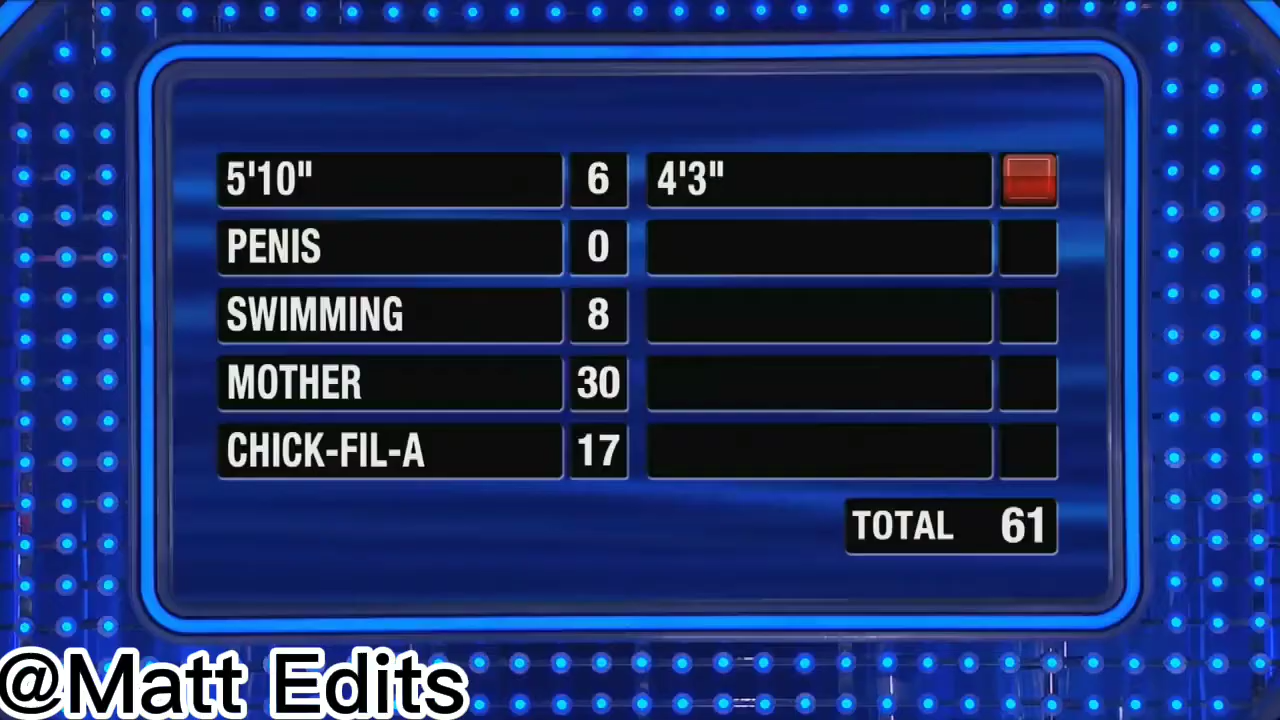 5'10" 6 4'3"
PENIS 0
SWIMMING 8
MOTHER 30
CHICK-FIL-A 17
TOTAL 61
@Matt Edits